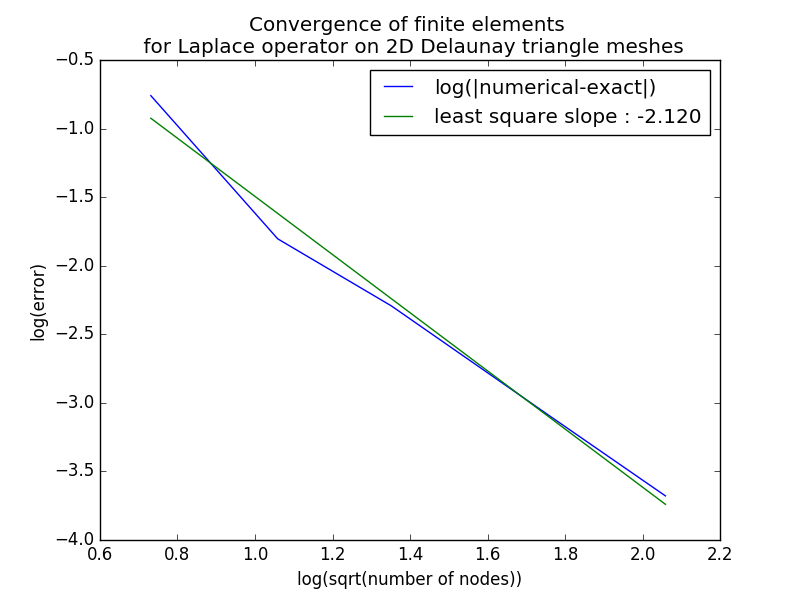 Convergence of finite elements
for Laplace operator on 2D Delaunay triangle meshes
log(|numerical-exact|)
least square slope : -2.120
log(error)
−0.5
−1.0
−1.5
−2.0
−2.5
−3.0
−3.5
−4.0
0.6 0.8 1.0 1.2 1.4 1.6 1.8 2.0 2.2
log(sqrt(number of nodes))